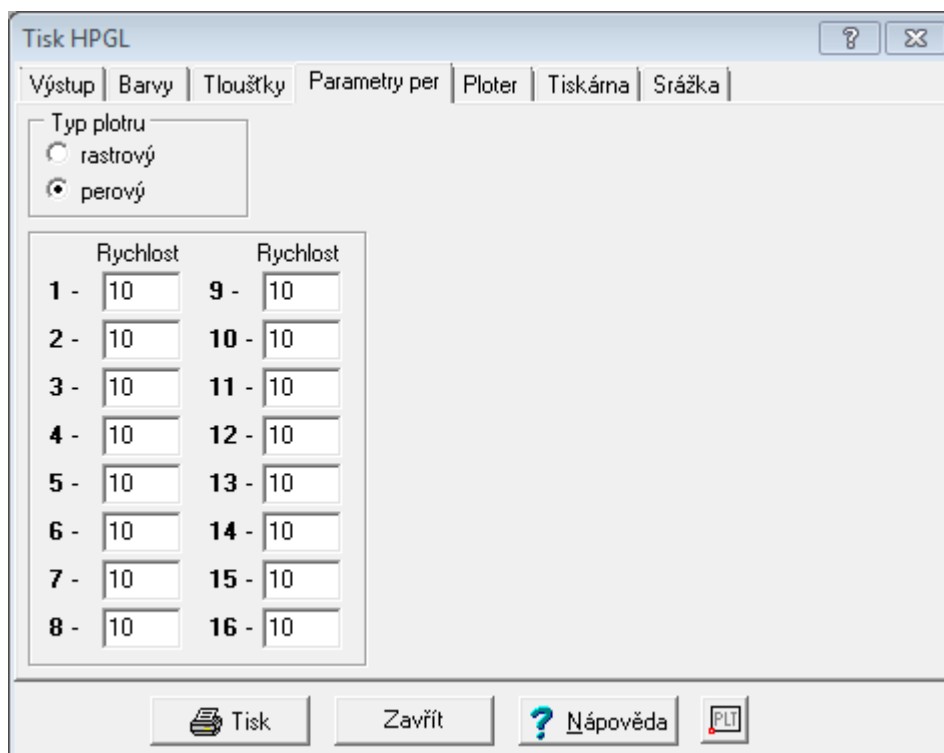 Tisk HPGL
Výstup Barvy Tloušťky Parametry per Ploter Tiskárna Srážka
Typ plotru
rastrový
perový
Rychlost Rychlost
1 - 10 9 - 10
2 - 10 10 - 10
3 - 10 11 - 10
4 - 10 12 - 10
5 - 10 13 - 10
6 - 10 14 - 10
7 - 10 15 - 10
8 - 10 16 - 10
Tisk Zavřít ? Nápověda PLT